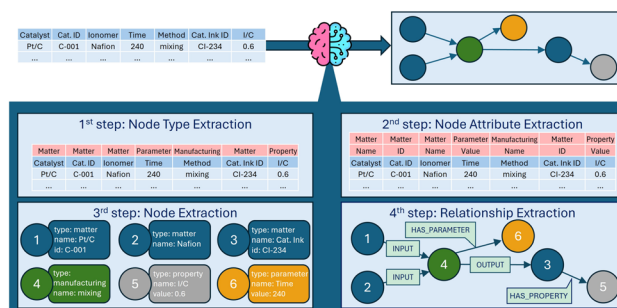 Catalyst Cat. ID Ionomer Time Method Cat. Ink ID I/C
Pt/C C-001 Nafion 240 mixing CI-234 0.6
... ... ... ... ... ... ...
1st step: Node Type Extraction
Matter Matter Matter Parameter Manufacturing Matter Property
Catalyst Cat. ID Ionomer Time Method Cat. Ink ID I/C
Pt/C C-001 Nafion 240 mixing CI-234 0.6
... ... ... ... ... ... ...
2nd step: Node Attribute Extraction
Matter Matter Matter Parameter Manufacturing Matter Property
Name ID Name Value Name ID Value
Catalyst Cat. ID Ionomer Time Method Cat. Ink ID I/C
Pt/C C-001 Nafion 240 mixing CI-234 0.6
... ... ... ... ... ... ...
3rd step: Node Extraction
1
type: matter
name: Pt/C
id: C-001
2
type: matter
name: Nafion
3
type: matter
name: Cat. Ink
id: CI-234
4
type:
manufacturing
name: mixing
5
type: property
name: I/C
value: 0.6
6
type: parameter
name: Time
value: 240
4th step: Relationship Extraction
HAS_PARAMETER
1
INPUT
6
4
OUTPUT
3
2
INPUT
HAS_PROPERTY
5